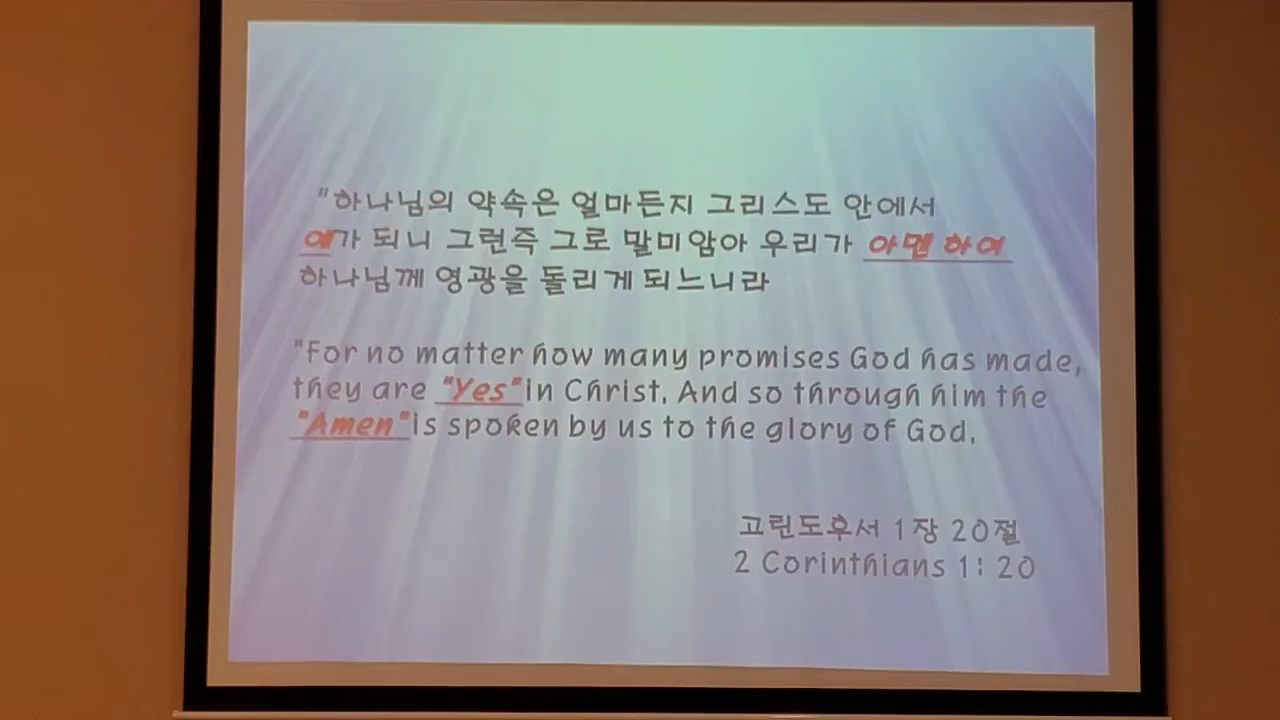 "하나님의 약속은 얼마든지 그리스도 안에서
예가 되니 그런즉 그로 말미암아 우리가 아멘 하여
하나님께 영광을 돌리게 되느니라
"For no matter how many promises God has made,
they are "Yes" in Christ. And so through him the
"Amen" is spoken by us to the glory of God.
고린도후서 1장 20절
2 Corinthians 1: 20